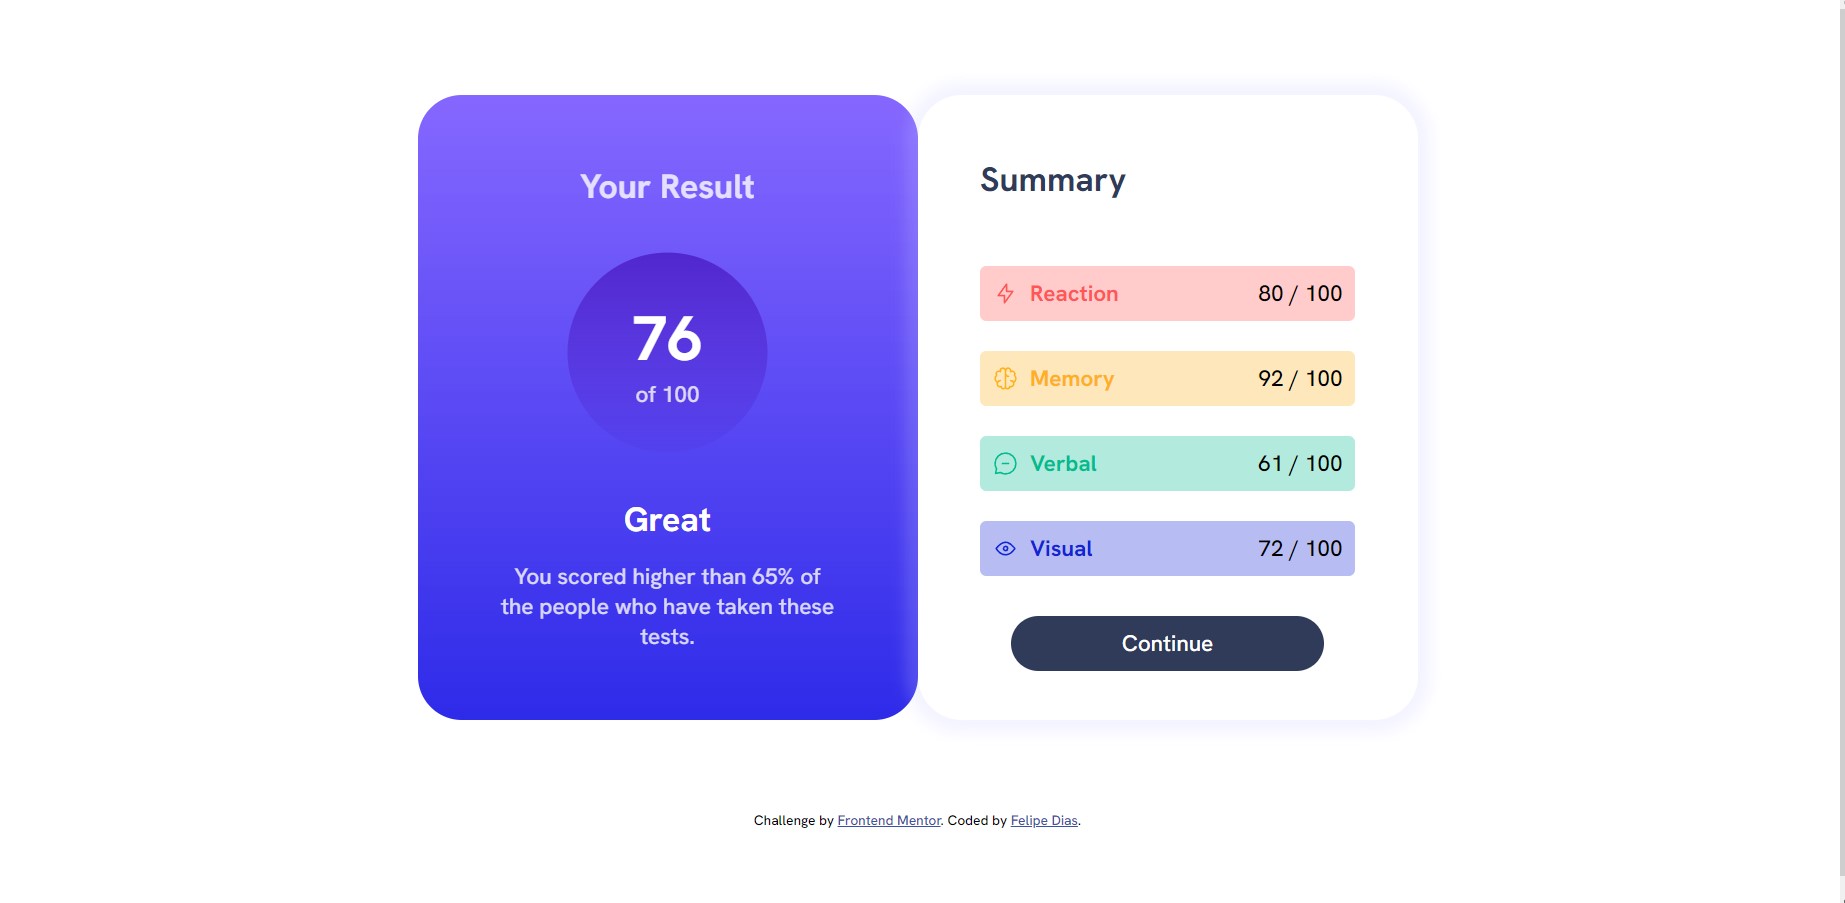 Your Result
76
of 100
Great
You scored higher than 65% of
the people who have taken these
tests.
Summary
Reaction 80 / 100
Memory 92 / 100
Verbal 61 / 100
Visual 72 / 100
Continue
Challenge by Frontend Mentor. Coded by Felipe Dias.